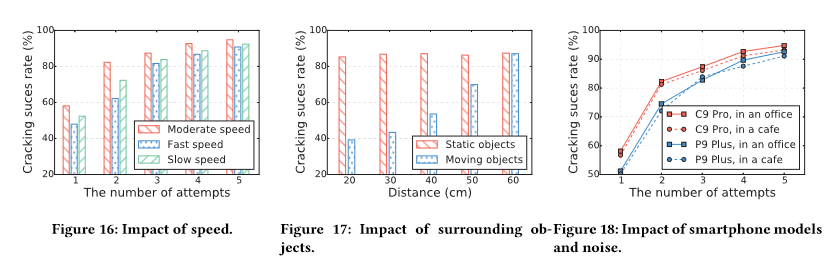 Cracking suces rate (%)
100
80
60
40
20
Moderate speed
Fast speed
Slow speed
1 2 3 4 5
The number of attempts
Figure 16: Impact of speed.
Cracking suces rate (%)
100
80
60
40
20
Static objects
Moving objects
20 30 40 50 60
Distance (cm)
Figure 17: Impact of surrounding ob-
jects.
Cracking suces rate (%)
100
90
80
70
60
50
C9 Pro, in an office
C9 Pro, in a cafe
P9 Plus, in an office
P9 Plus, in a cafe
1 2 3 4 5
The number of attempts
Figure 18: Impact of smartphone models
and noise.